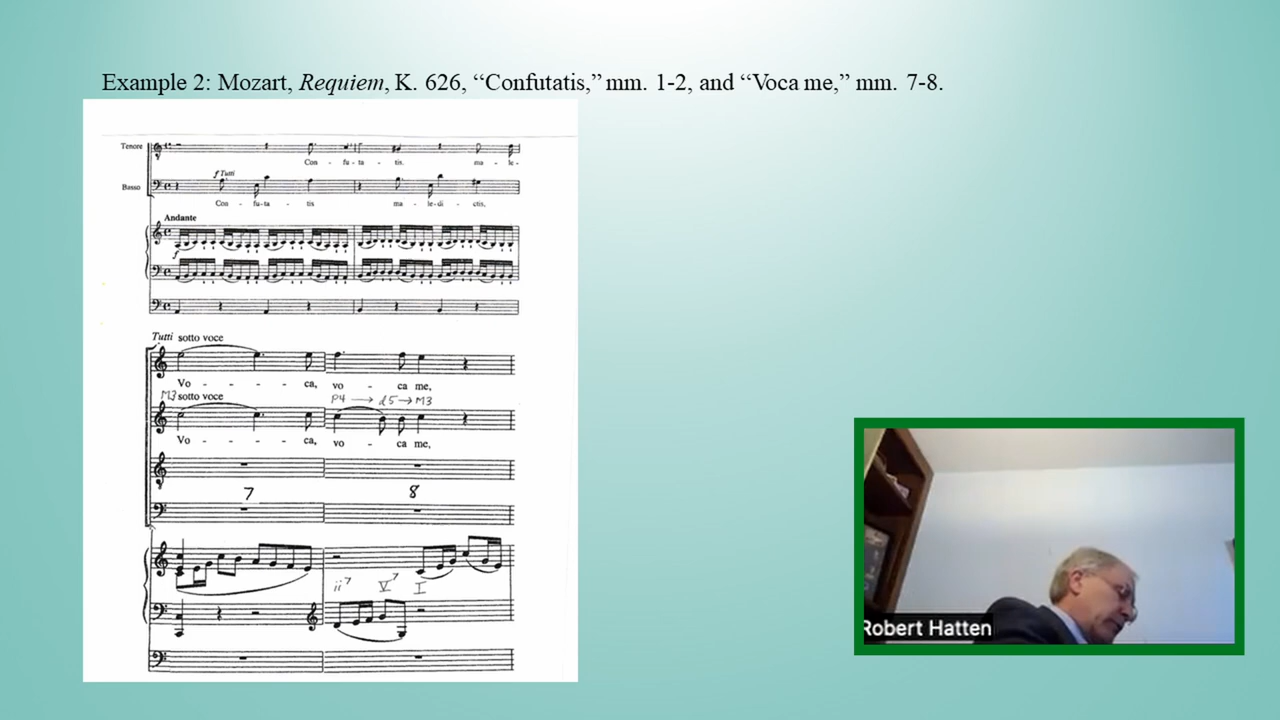 Example 2: Mozart, Requiem, K. 626, “Confutatis,” mm. 1-2, and “Voca me,” mm. 7-8.
Tenore
Con - fu - ta - tis. ma - le-
f Tutti
Basso
Con - fu-ta - tis ma - le-di - ctis,
Andante
f
Tutti sotto voce
Vo - - - - ca, vo - ca me,
M3 sotto voce P4 → d5 → M3
Vo - - - - ca, vo - ca me,
7 8
ii7 V7 I
Robert Hatten